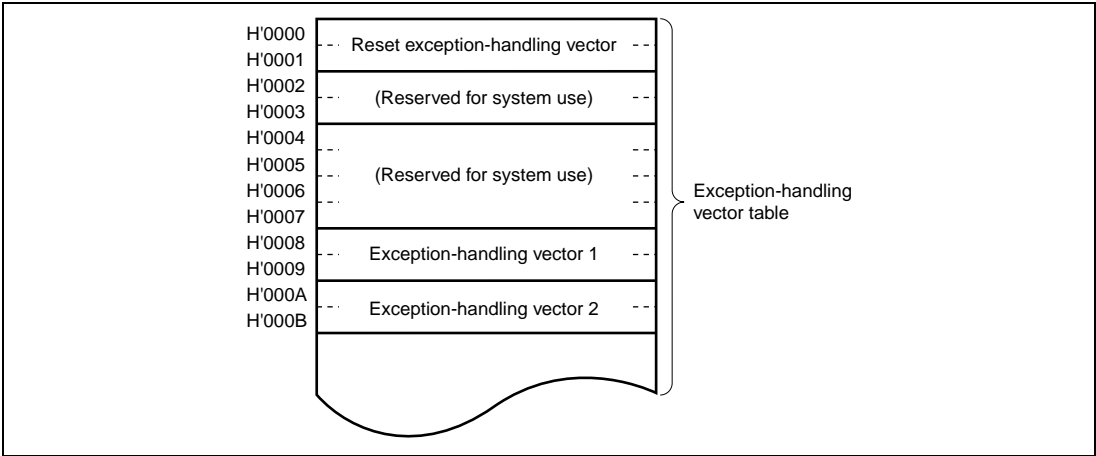 H'0000
H'0001
Reset exception-handling vector
H'0002
H'0003
(Reserved for system use)
H'0004
H'0005
H'0006
H'0007
(Reserved for system use)
H'0008
H'0009
Exception-handling vector 1
H'000A
H'000B
Exception-handling vector 2
Exception-handling
vector table